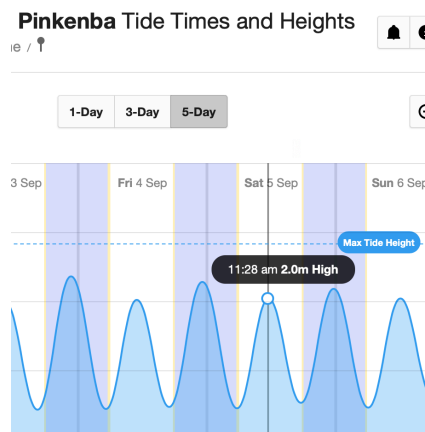 Pinkenba Tide Times and Heights
ne /
1-Day 3-Day 5-Day
3 Sep Fri 4 Sep Sat 5 Sep Sun 6 Sep
Max Tide Height
11:28 am 2.0m High